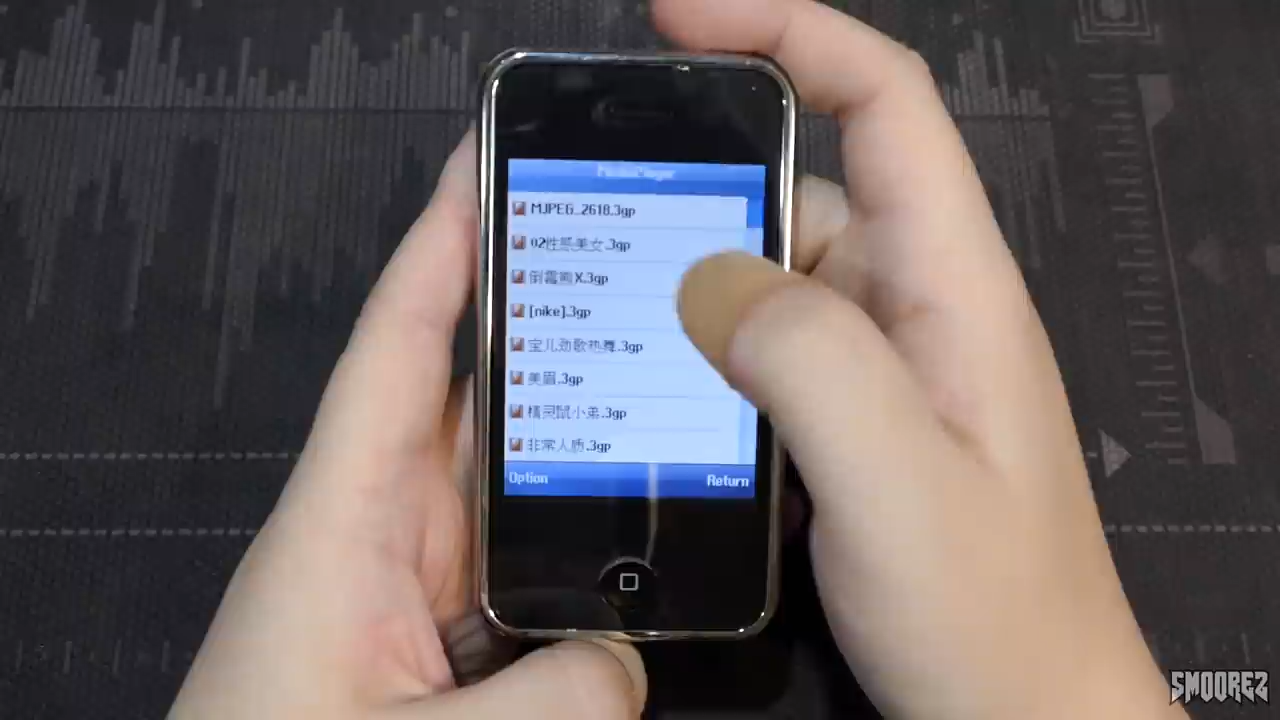 MJPEG_2618.3gp
02性感美女.3gp
倒霉熊X.3gp
[nike].3gp
宝儿劲歌热舞.3gp
美眉.3gp
精灵鼠小弟.3gp
非常人质.3gp
Option
Return
SMOOREZ